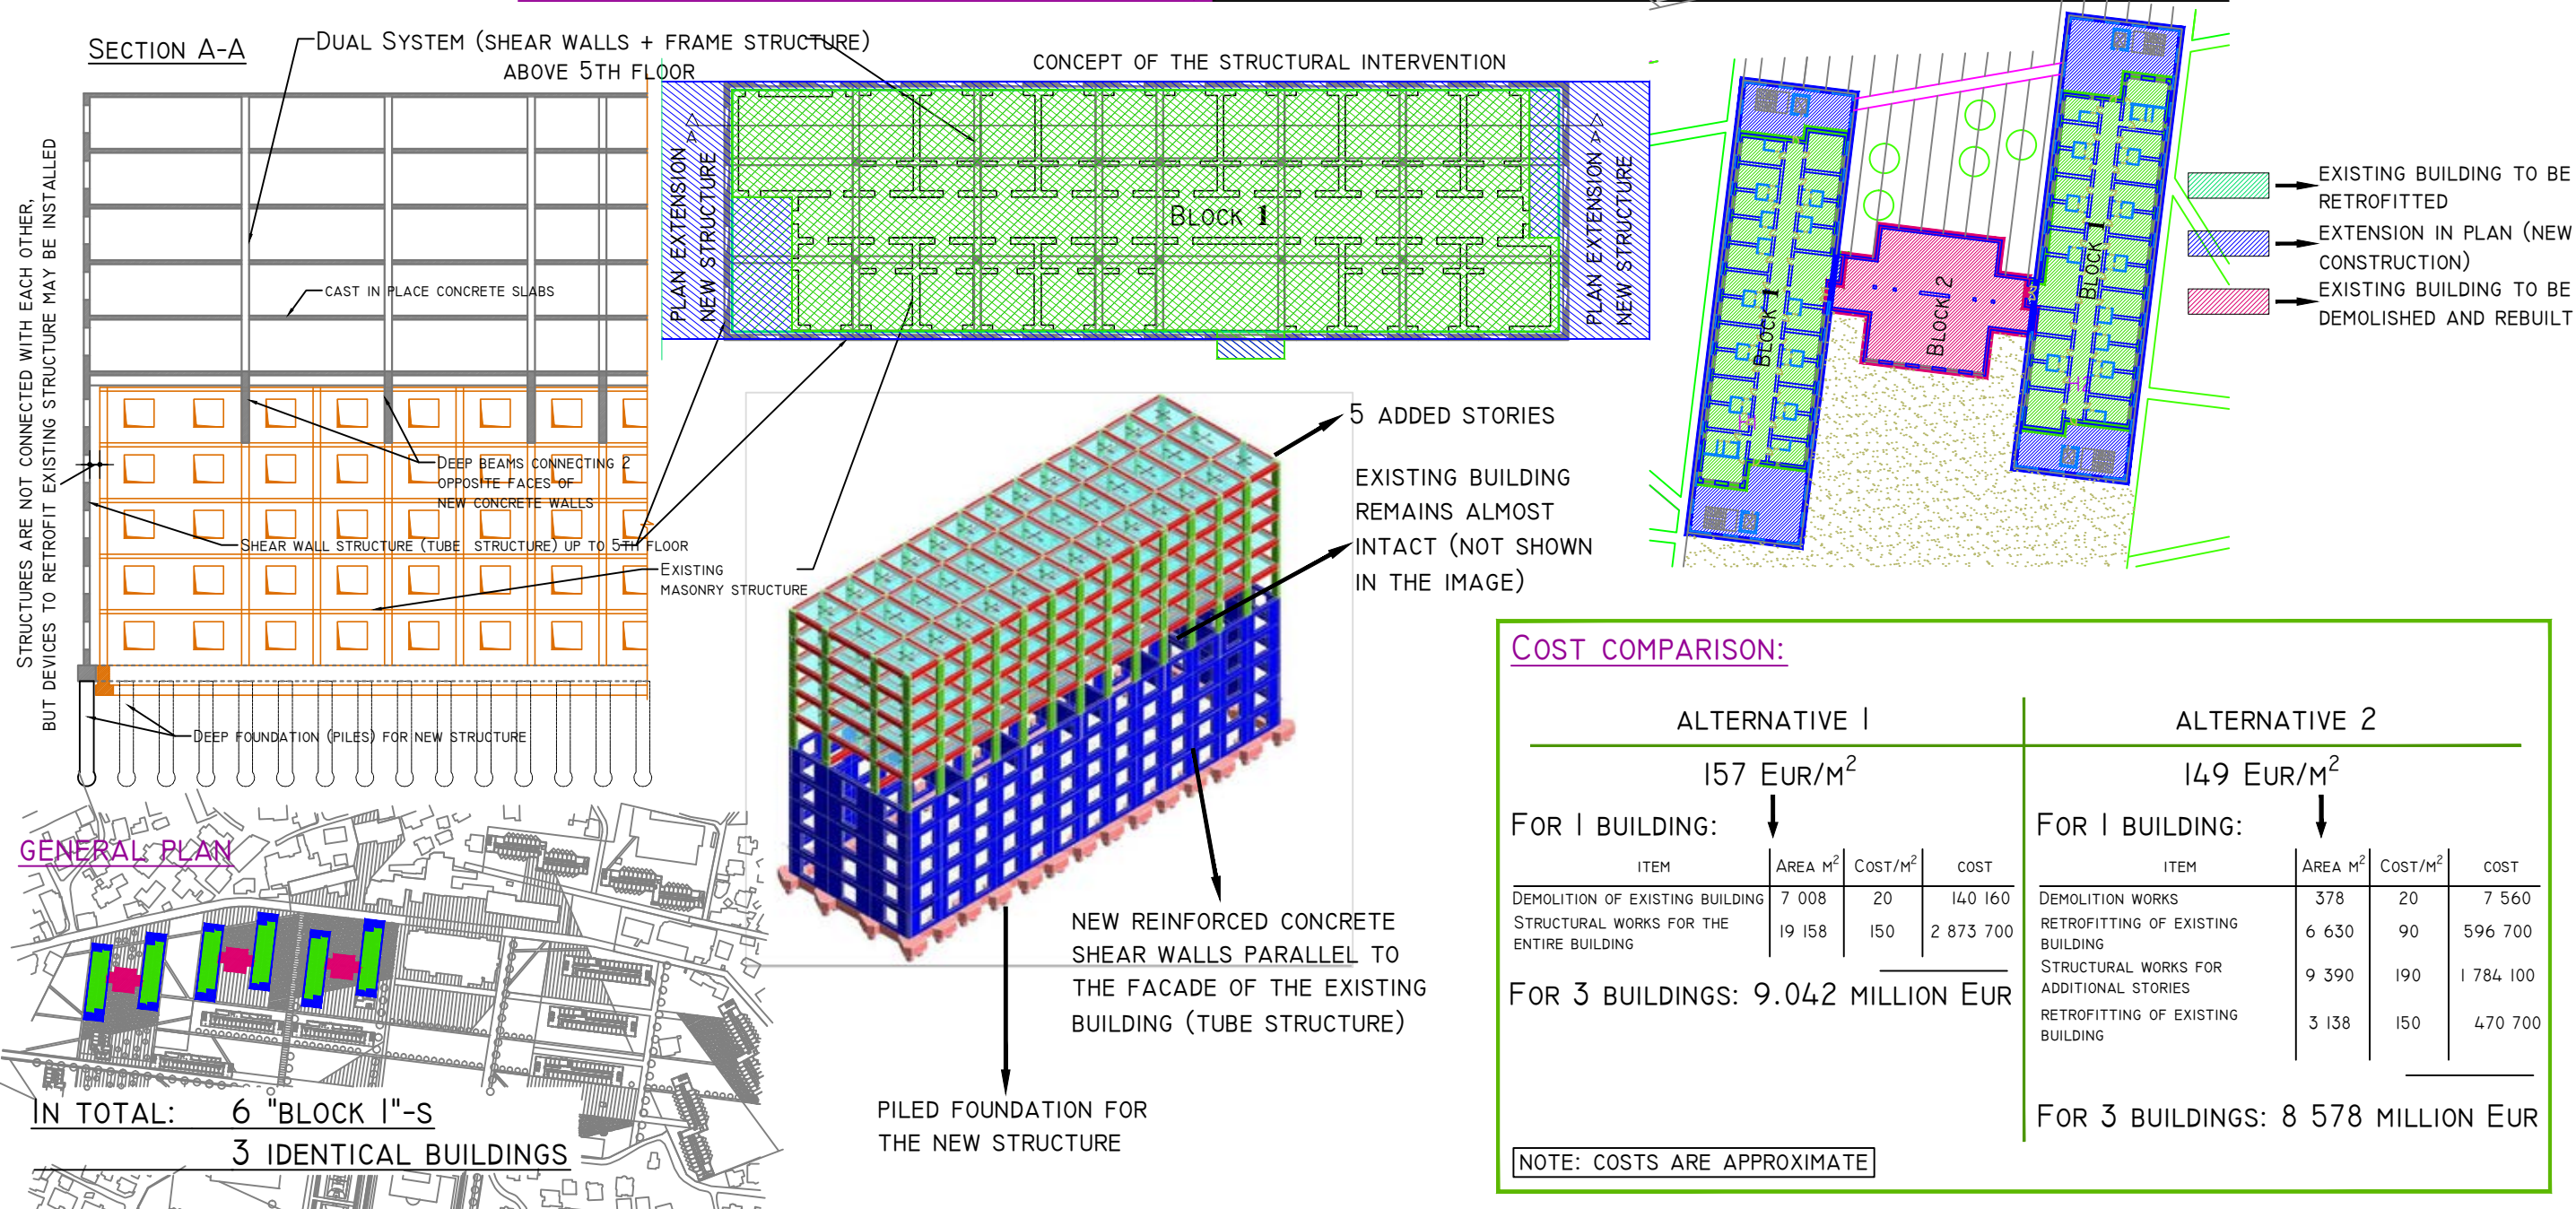 SECTION A-A
DUAL SYSTEM (SHEAR WALLS + FRAME STRUCTURE)
ABOVE 5TH FLOOR
STRUCTURES ARE NOT CONNECTED WITH EACH OTHER,
BUT DEVICES TO RETROFIT EXISTING STRUCTURE MAY BE INSTALLED
CAST IN PLACE CONCRETE SLABS
DEEP BEAMS CONNECTING 2
OPPOSITE FACES OF
NEW CONCRETE WALLS
SHEAR WALL STRUCTURE (TUBE STRUCTURE) UP TO 5TH FLOOR
EXISTING
MASONRY STRUCTURE
DEEP FOUNDATION (PILES) FOR NEW STRUCTURE
CONCEPT OF THE STRUCTURAL INTERVENTION
PLAN EXTENSION
NEW STRUCTURE
A
A
BLOCK 1
A
A
PLAN EXTENSION
NEW STRUCTURE
BLOCK 1
BLOCK 2
BLOCK 1
EXISTING BUILDING TO BE
RETROFITTED
EXTENSION IN PLAN (NEW
CONSTRUCTION)
EXISTING BUILDING TO BE
DEMOLISHED AND REBUILT
5 ADDED STORIES
EXISTING BUILDING
REMAINS ALMOST
INTACT (NOT SHOWN
IN THE IMAGE)
NEW REINFORCED CONCRETE
SHEAR WALLS PARALLEL TO
THE FACADE OF THE EXISTING
BUILDING (TUBE STRUCTURE)
PILED FOUNDATION FOR
THE NEW STRUCTURE
GENERAL PLAN
IN TOTAL: 6 "BLOCK 1"-S
3 IDENTICAL BUILDINGS
COST COMPARISON:
ALTERNATIVE 1
157 EUR/M²
FOR 1 BUILDING:
ITEM AREA M² COST/M² COST
DEMOLITION OF EXISTING BUILDING 7 008 20 140 160
STRUCTURAL WORKS FOR THE
ENTIRE BUILDING 19 158 150 2 873 700
FOR 3 BUILDINGS: 9.042 MILLION EUR
NOTE: COSTS ARE APPROXIMATE
ALTERNATIVE 2
149 EUR/M²
FOR 1 BUILDING:
ITEM AREA M² COST/M² COST
DEMOLITION WORKS 378 20 7 560
RETROFITTING OF EXISTING
BUILDING 6 630 90 596 700
STRUCTURAL WORKS FOR
ADDITIONAL STORIES 9 390 190 1 784 100
RETROFITTING OF EXISTING
BUILDING 3 138 150 470 700
FOR 3 BUILDINGS: 8 578 MILLION EUR